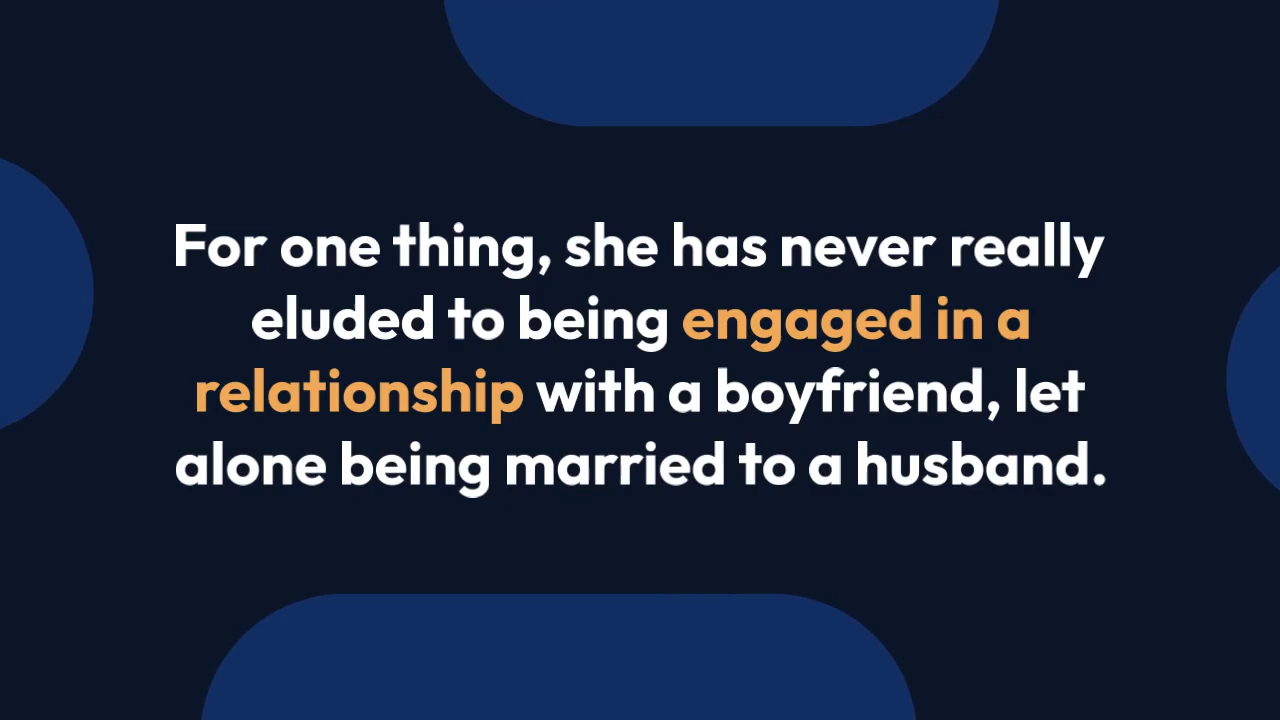 For one thing, she has never really
eluded to being engaged in a
relationship with a boyfriend, let
alone being married to a husband.